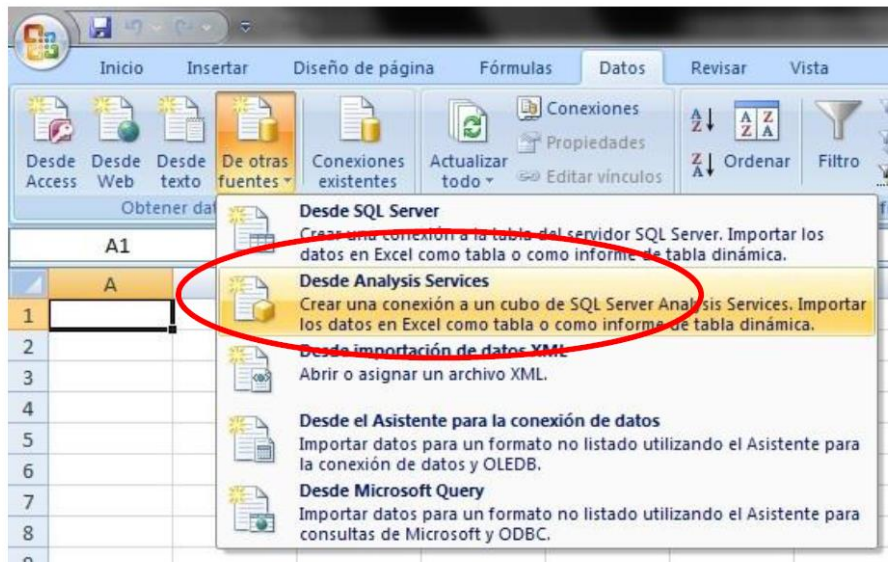 Inicio Insertar Diseño de página Fórmulas Datos Revisar Vista
Desde Access
Desde Web
Desde texto
De otras fuentes
Conexiones existentes
Actualizar todo
Conexiones
Propiedades
Editar vínculos
Ordenar
Filtro
Obtener dat
A1
A
1
2
3
4
5
6
7
8
Desde SQL Server
Crear una conexión a la tabla del servidor SQL Server. Importar los
datos en Excel como tabla o como informe de tabla dinámica.
Desde Analysis Services
Crear una conexión a un cubo de SQL Server Analysis Services. Importar
los datos en Excel como tabla o como informe de tabla dinámica.
Desde importación de datos XML
Abrir o asignar un archivo XML.
Desde el Asistente para la conexión de datos
Importar datos para un formato no listado utilizando el Asistente para
la conexión de datos y OLEDB.
Desde Microsoft Query
Importar datos para un formato no listado utilizando el Asistente para
consultas de Microsoft y ODBC.